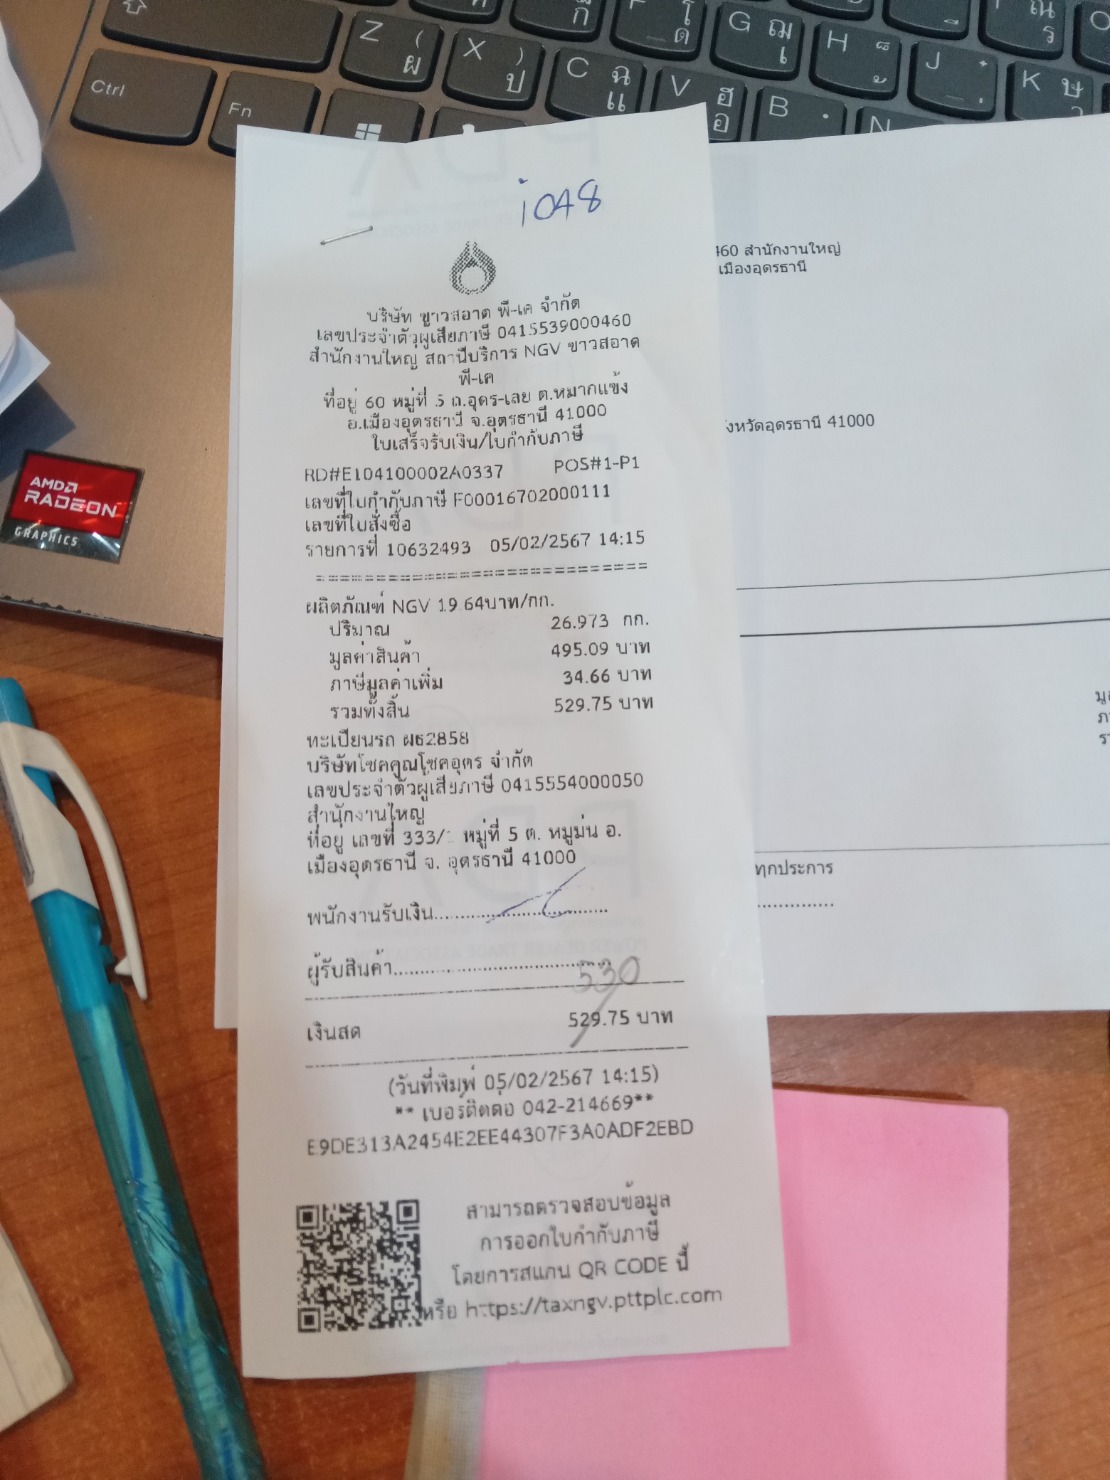 Z ( ผ
X ) ป
C ฉ แ
V ฮ อ
B
N
F โ ด
G ฌ เ
H
J
K ษ า
Ctrl
Fn
AMD
RADEON
GRAPHICS
i048
บริษัท ขาวสอาด พี-เค จำกัด
เลขประจำตัวผู้เสียภาษี 0415539000460
สำนักงานใหญ่ สถานีบริการ NGV ขาวสอาด
พี-เค
ที่อยู่ 60 หมู่ที่ 5 ถ.อุดร-เลย ต.หมากแข้ง
อ.เมืองอุดรธานี จ.อุดรธานี 41000
ใบเสร็จรับเงิน/ใบกำกับภาษี
RD#E104100002A0337 POS#1-P1
เลขที่ใบกำกับภาษี F00016702000111
เลขที่ใบสั่งซื้อ
รายการที่ 10632493 05/02/2567 14:15
============================
ผลิตภัณฑ์ NGV 19.64บาท/กก.
ปริมาณ 26.973 กก.
มูลค่าสินค้า 495.09 บาท
ภาษีมูลค่าเพิ่ม 34.66 บาท
รวมทั้งสิ้น 529.75 บาท
ทะเบียนรถ ผธ2858
บริษัทโชคคูณโชคอุดร จำกัด
เลขประจำตัวผู้เสียภาษี 0415554000050
สำนักงานใหญ่
ที่อยู่ เลขที่ 333/ หมู่ที่ 5 ต. หมูม่น อ.
เมืองอุดรธานี จ. อุดรธานี 41000
พนักงานรับเงิน..............................
ผู้รับสินค้า......................................
530
เงินสด 529.75 บาท
(วันที่พิมพ์ 05/02/2567 14:15)
** เบอร์ติดต่อ 042-214669**
E9DE313A2454E2EE44307F3A0ADF2EBD
สามารถตรวจสอบข้อมูล
การออกใบกำกับภาษี
โดยการสแกน QR CODE นี้
หรือ https://taxngv.pttplc.com
460 สำนักงานใหญ่
เมืองอุดรธานี
จังหวัดอุดรธานี 41000
ทุกประการ